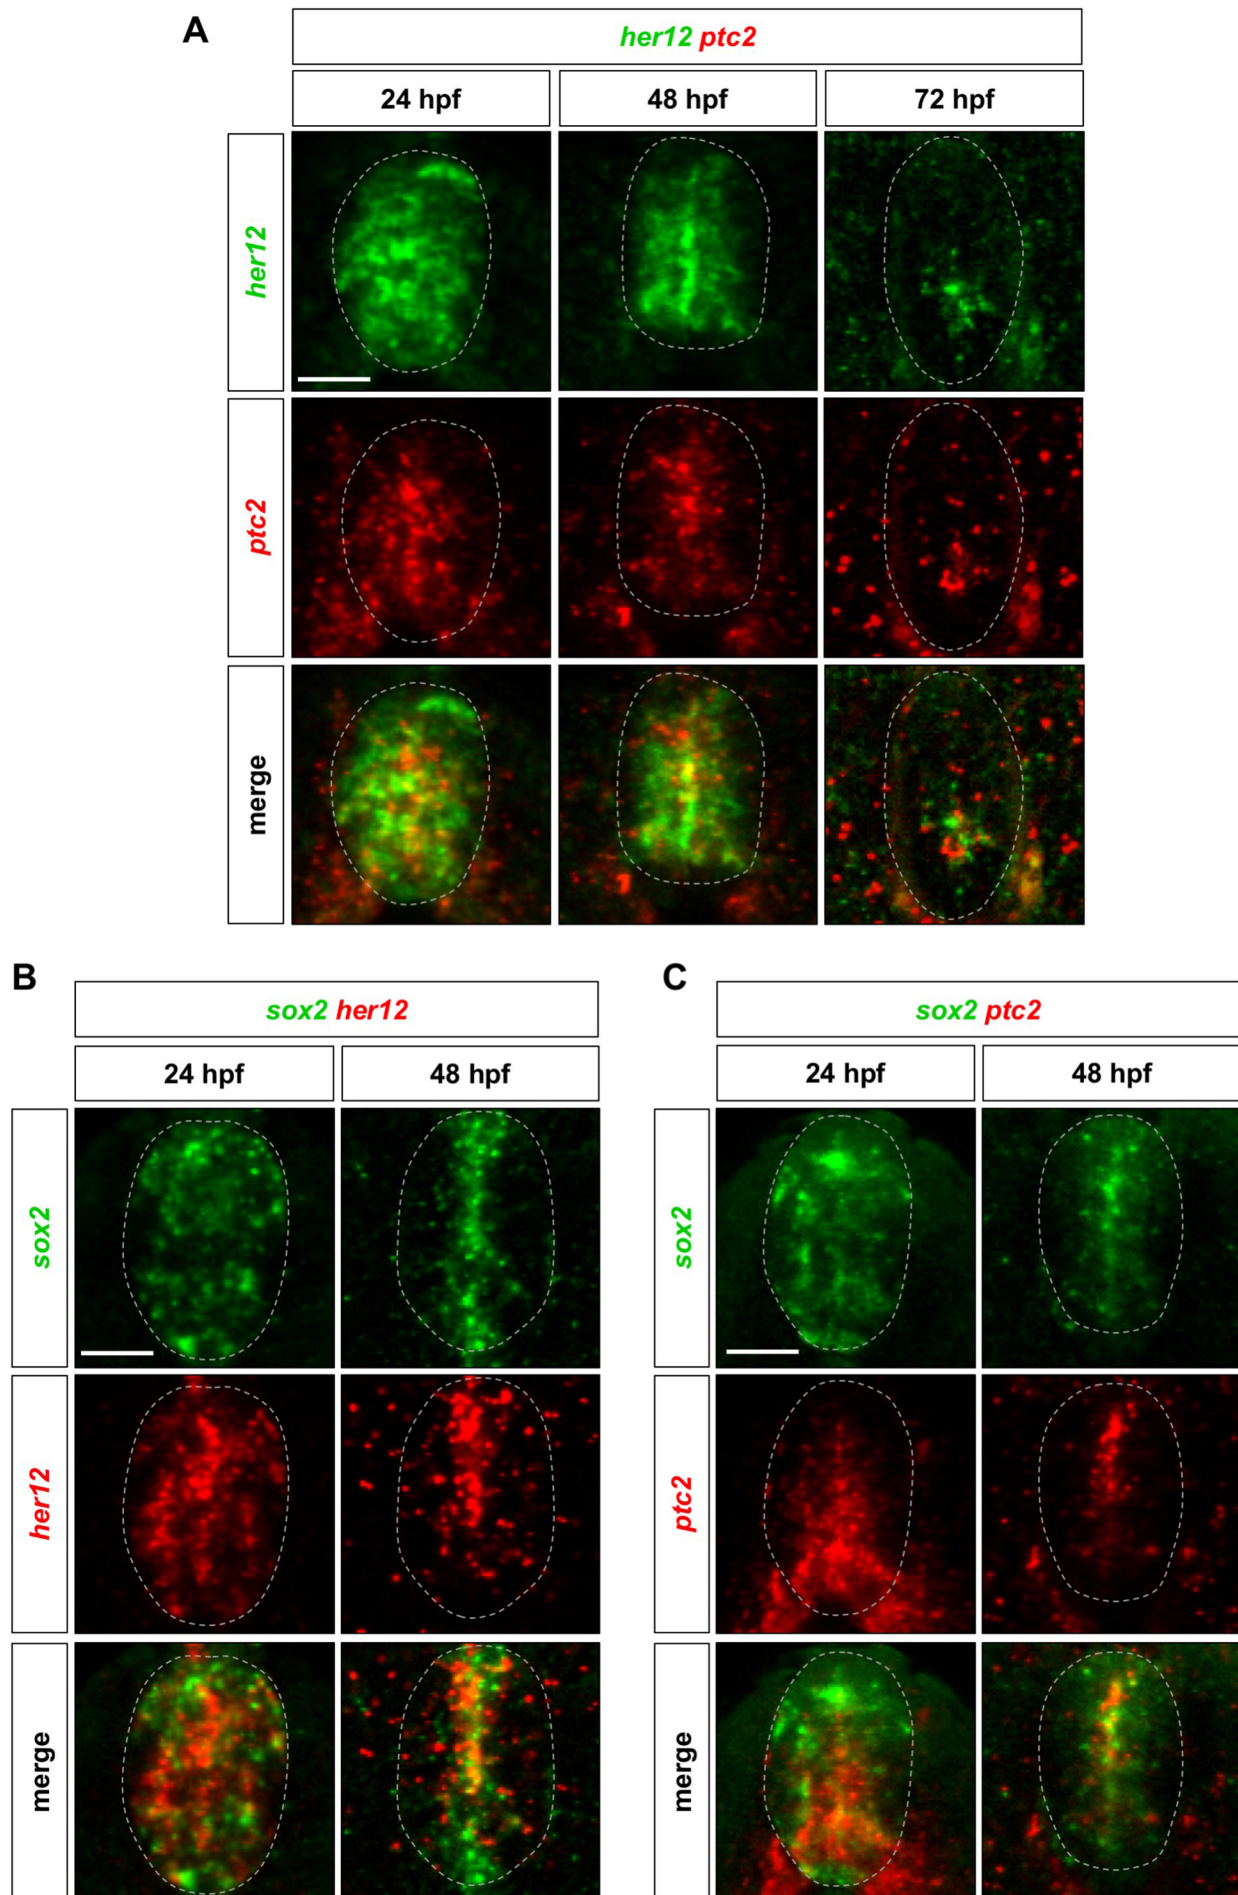 A
her12 ptc2
24 hpf 48 hpf 72 hpf
her12
ptc2
merge
B
sox2 her12
24 hpf 48 hpf
sox2
her12
merge
C
sox2 ptc2
24 hpf 48 hpf
sox2
ptc2
merge